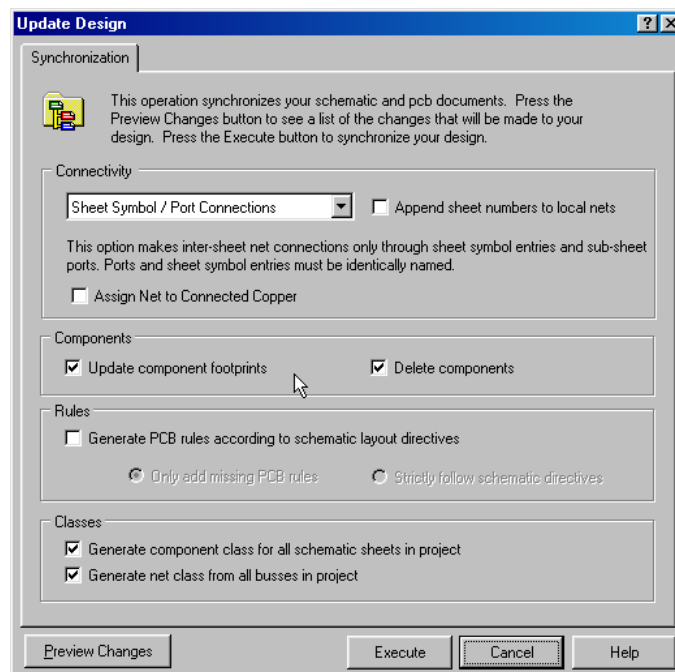 Update Design
Synchronization
This operation synchronizes your schematic and pcb documents. Press the
Preview Changes button to see a list of the changes that will be made to your
design. Press the Execute button to synchronize your design.
Connectivity
Sheet Symbol / Port Connections
Append sheet numbers to local nets
This option makes inter-sheet net connections only through sheet symbol entries and sub-sheet
ports. Ports and sheet symbol entries must be identically named.
Assign Net to Connected Copper
Components
Update component footprints
Delete components
Rules
Generate PCB rules according to schematic layout directives
Only add missing PCB rules
Strictly follow schematic directives
Classes
Generate component class for all schematic sheets in project
Generate net class from all busses in project
Preview Changes
Execute
Cancel
Help